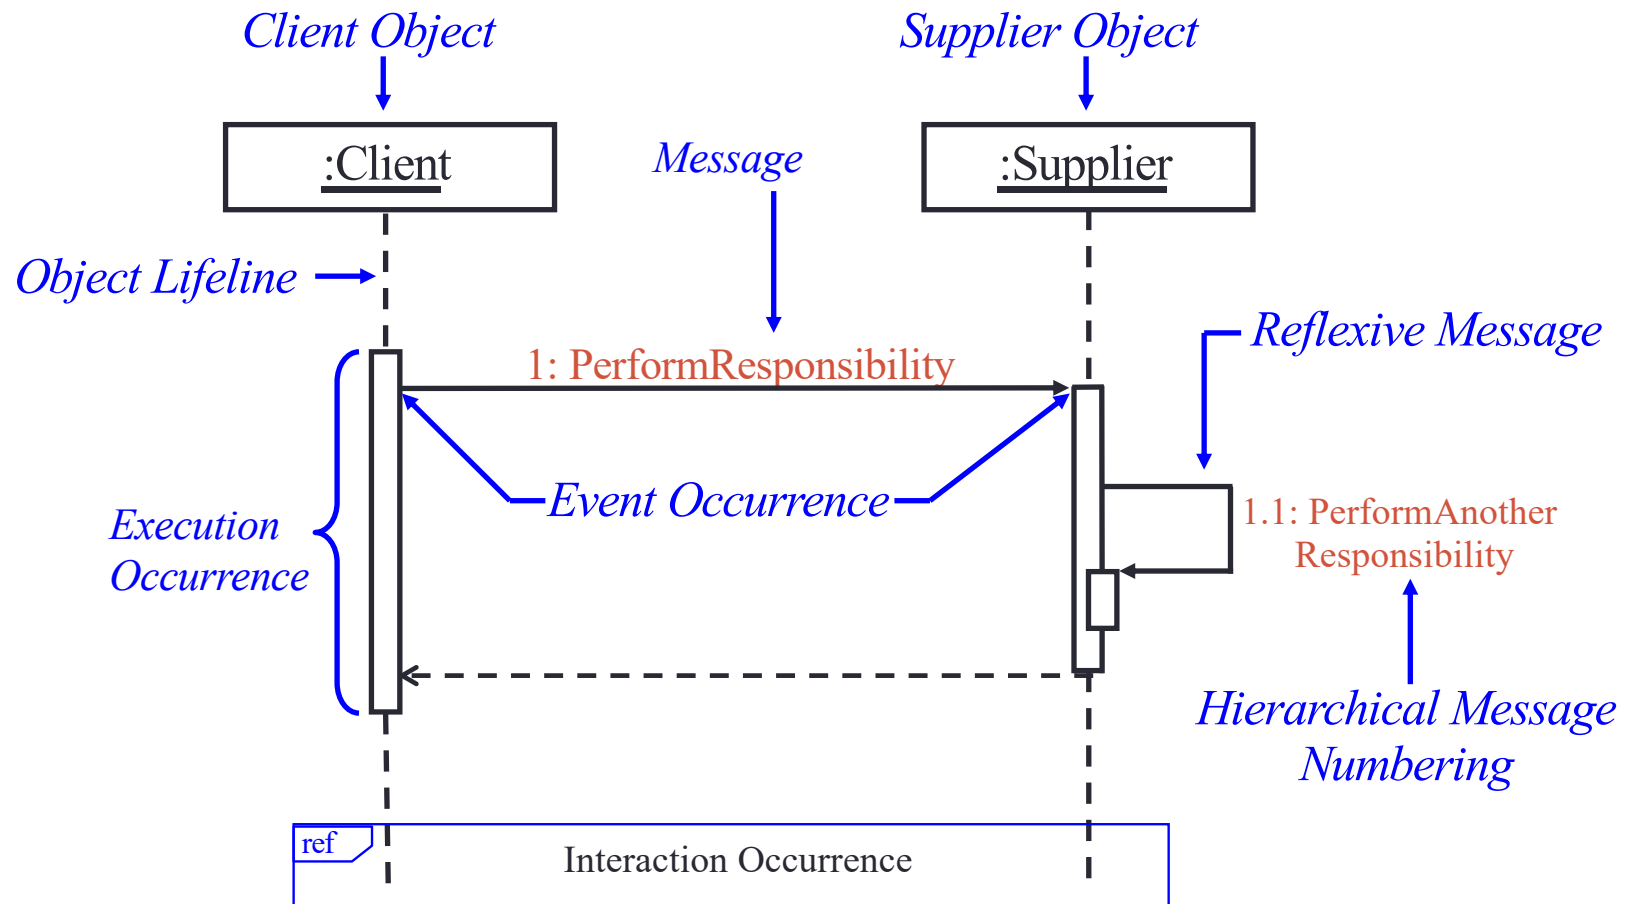 Client Object
Supplier Object
:Client
Message
:Supplier
Object Lifeline
Reflexive Message
1: PerformResponsibility
Event Occurrence
1.1: PerformAnother
Responsibility
Execution
Occurrence
Hierarchical Message
Numbering
ref
Interaction Occurrence